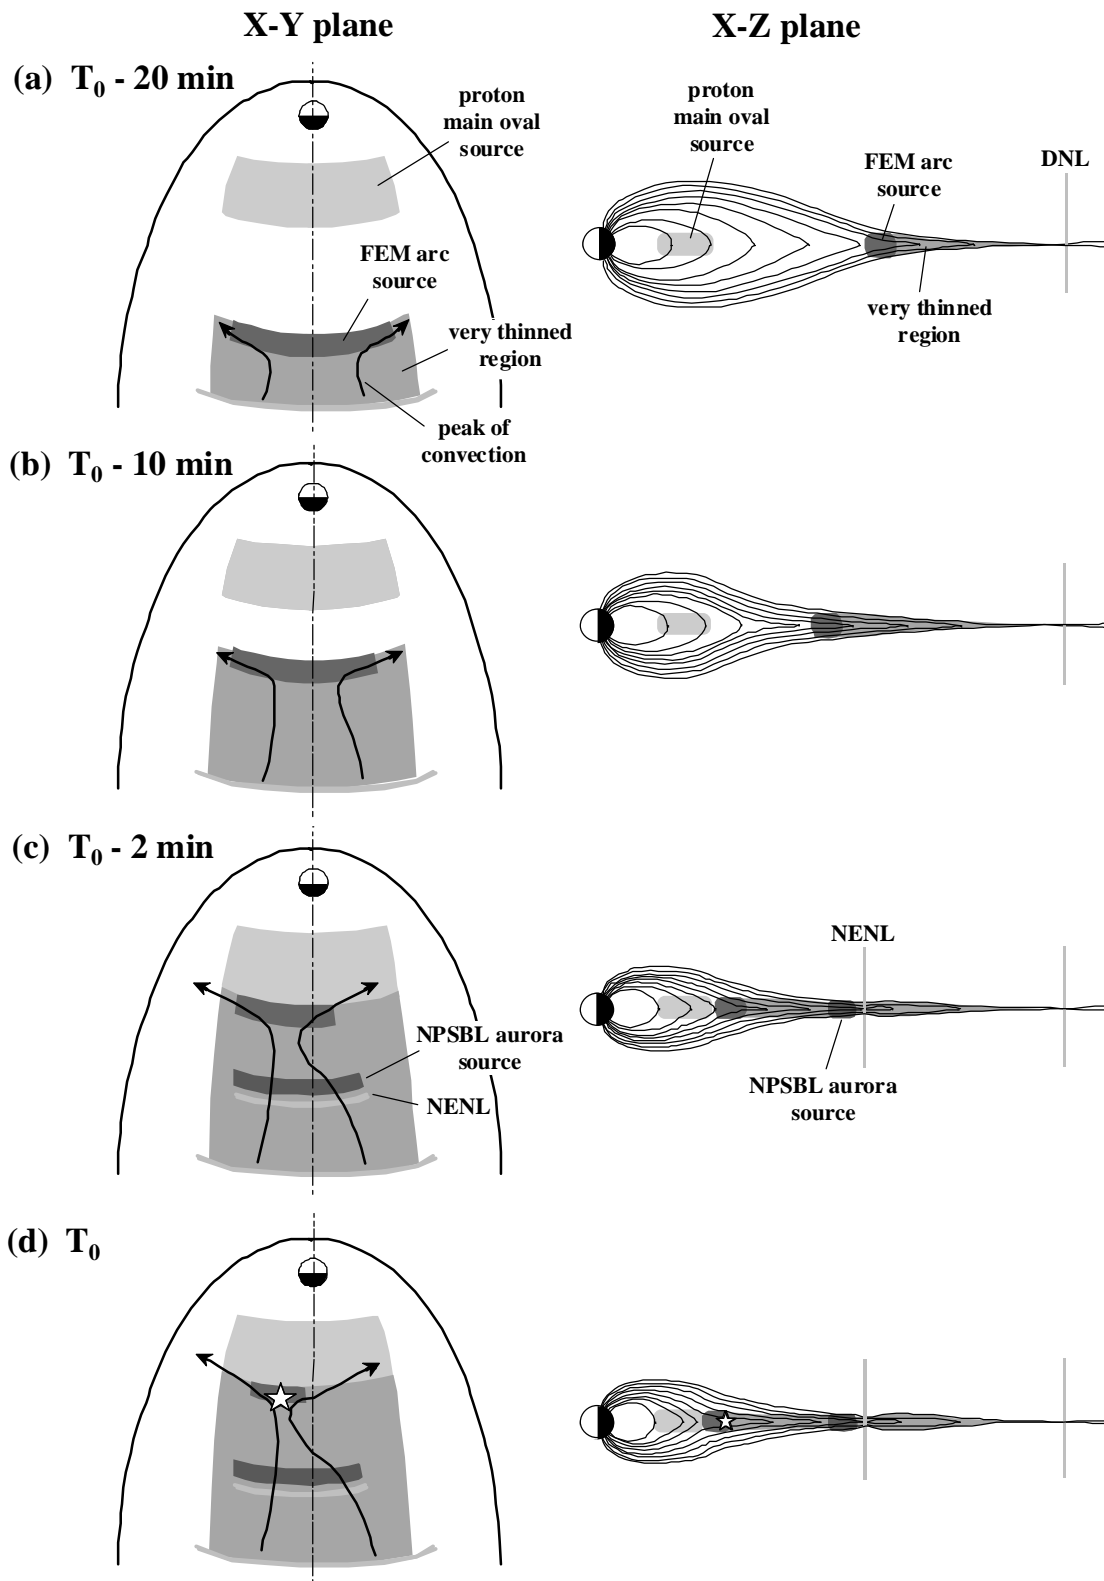 X-Y plane
X-Z plane
(a) T0 - 20 min
proton
main oval
source
FEM arc
source
very thinned
region
peak of
convection
proton
main oval
source
FEM arc
source
DNL
very thinned
region
(b) T0 - 10 min
(c) T0 - 2 min
NPSBL aurora
source
NENL
NENL
NPSBL aurora
source
(d) T0